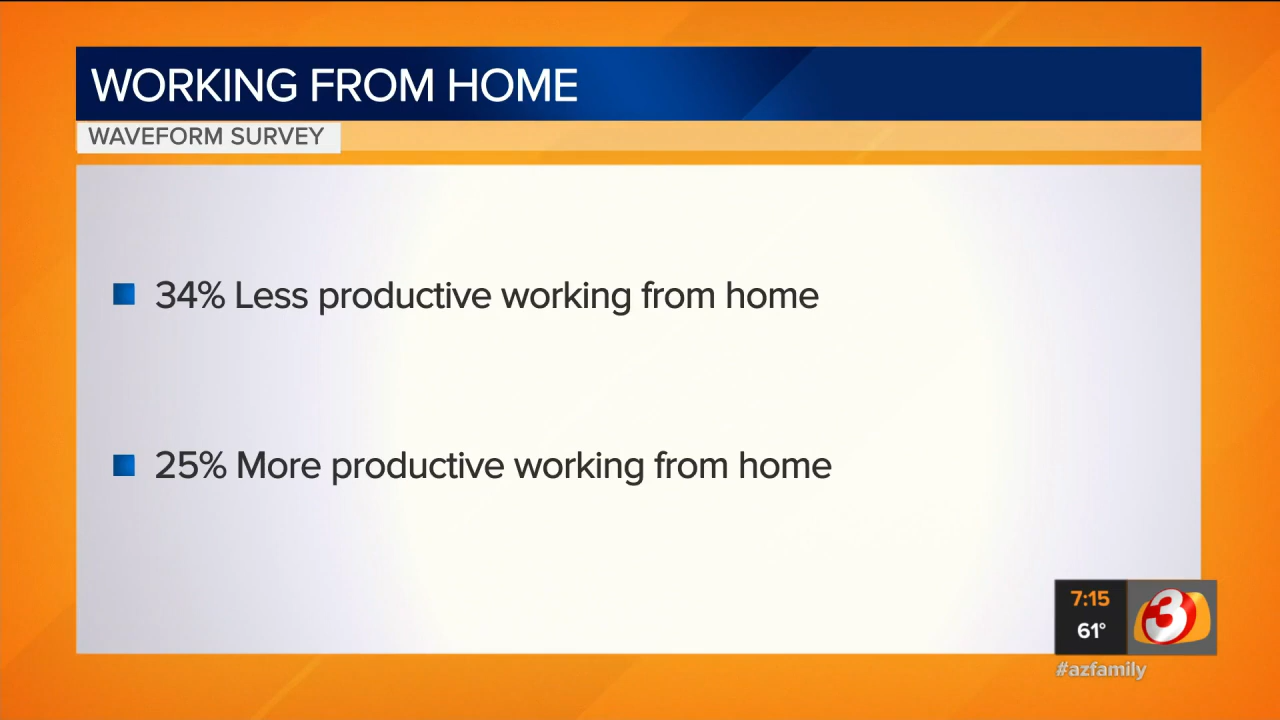 WORKING FROM HOME
WAVEFORM SURVEY
34% Less productive working from home
25% More productive working from home
7:15
61°
3
#azfamily